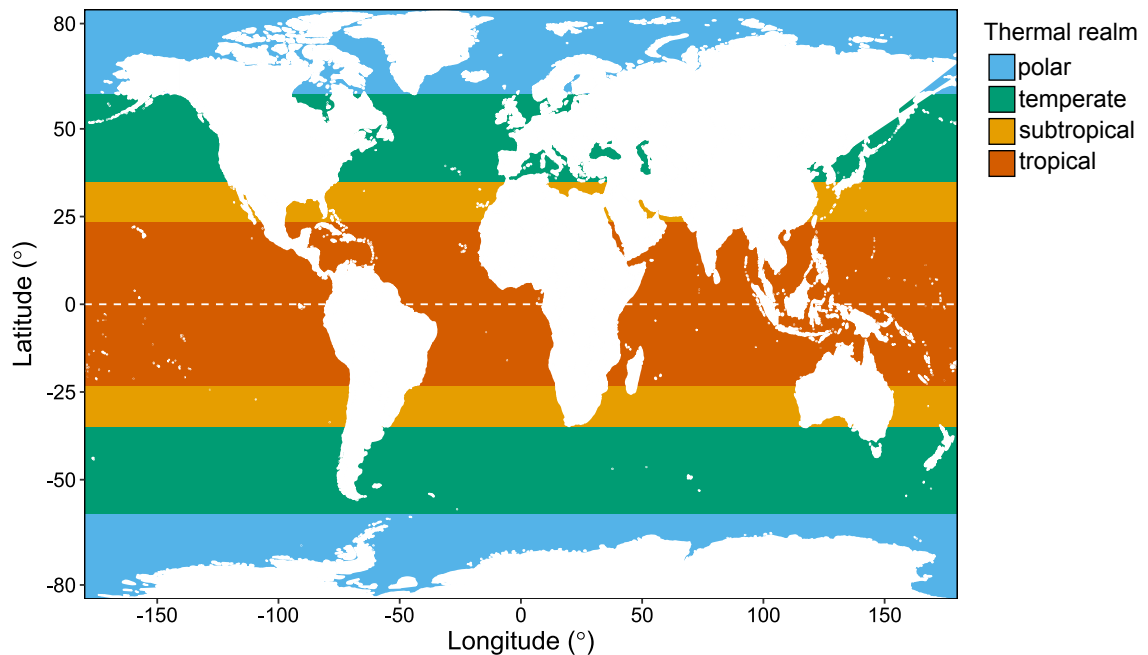 Thermal realm
polar
temperate
subtropical
tropical
80
50
25
0
-25
-50
-80
Latitude (°)
-150
-100
-50
0
50
100
150
Longitude (°)